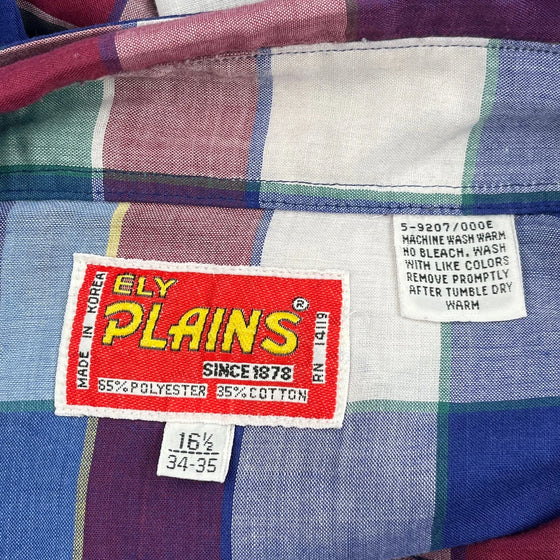 ELY
PLAINS®
SINCE 1878
65% POLYESTER 35% COTTON
MADE IN KOREA
RN 14119
16½
34-35
5-9207/000E
MACHINE WASH WARM
NO BLEACH. WASH
WITH LIKE COLORS
REMOVE PROMPTLY
AFTER TUMBLE DRY
WARM